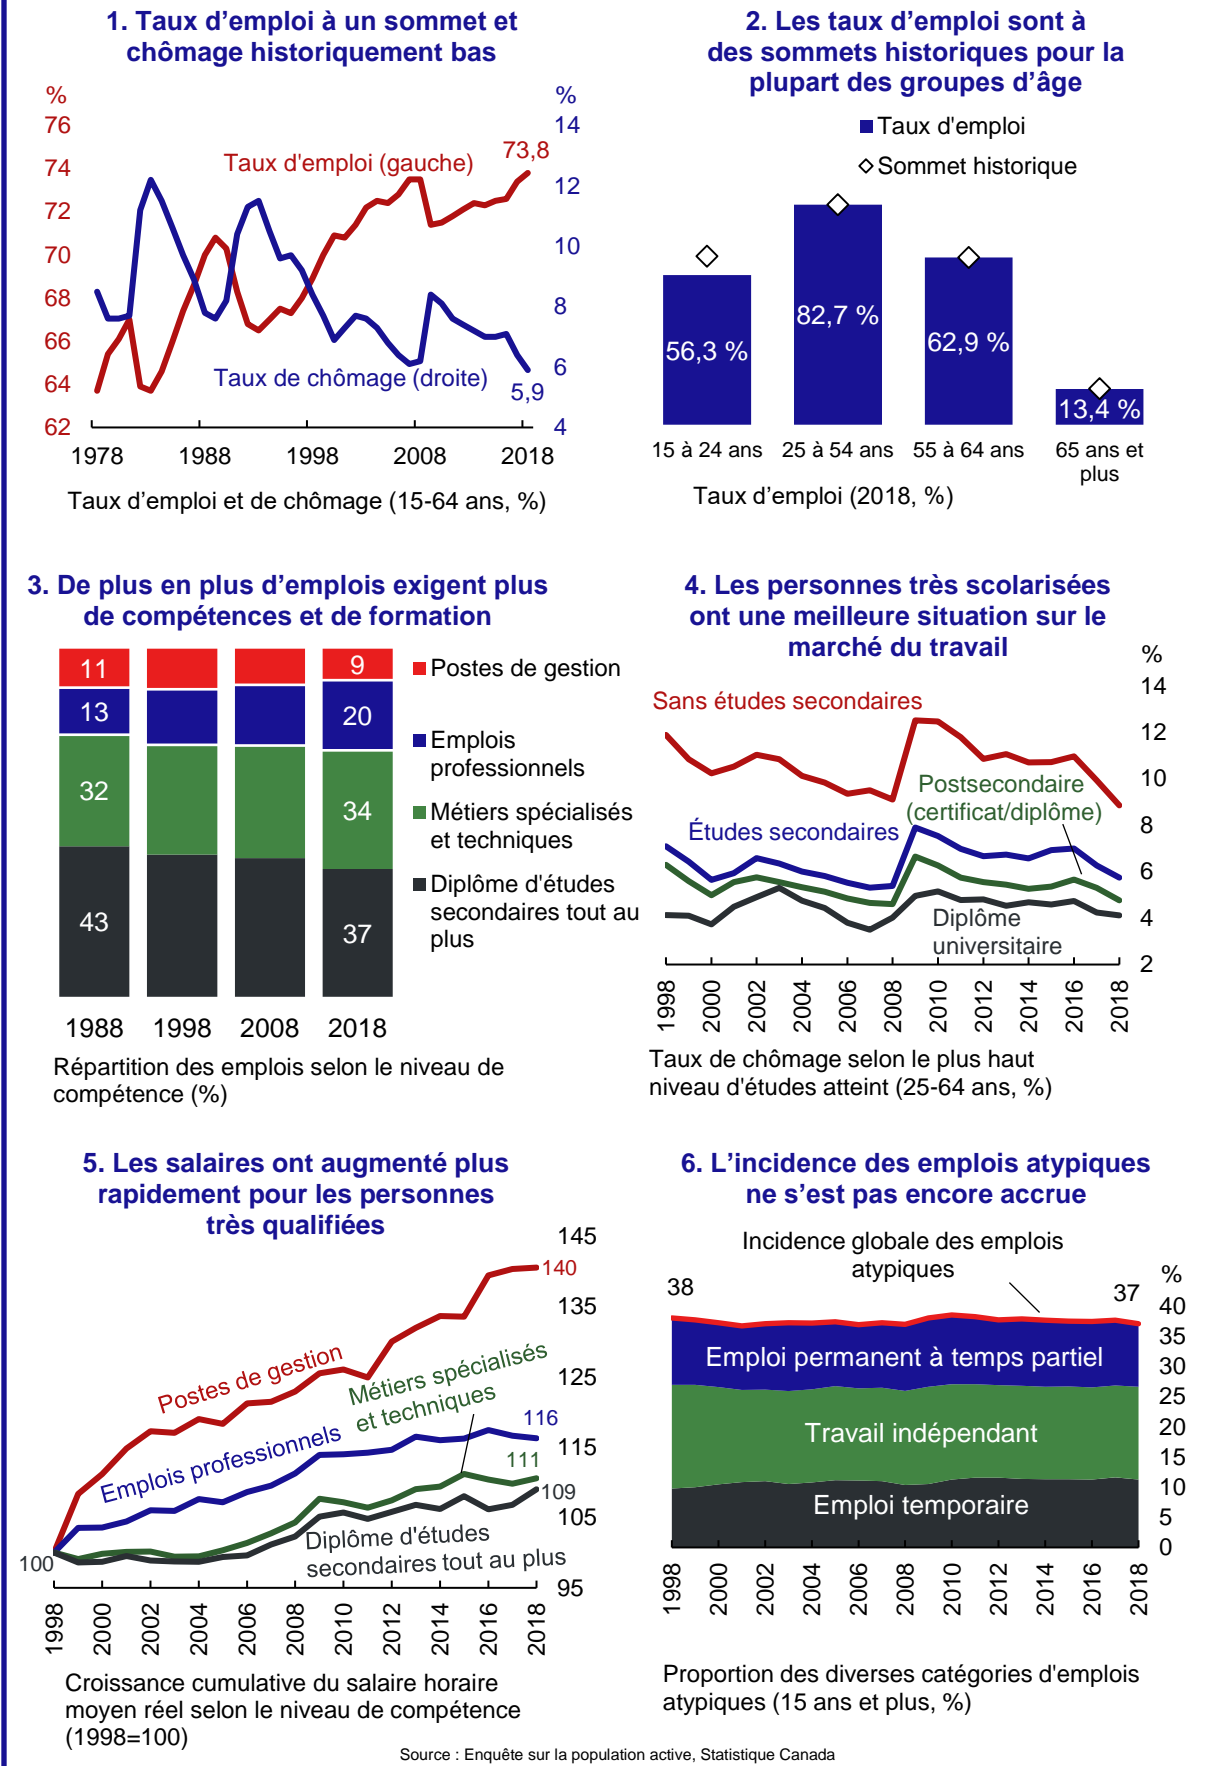 1. Taux d'emploi à un sommet et
chômage historiquement bas
%
%
76
74
72
70
68
66
64
62
14
12
10
8
6
4
Taux d'emploi (gauche)
73,8
Taux de chômage (droite)
5,9
1978
1988
1998
2008
2018
Taux d'emploi et de chômage (15-64 ans, %)
2. Les taux d'emploi sont à
des sommets historiques pour la
plupart des groupes d'âge
Taux d'emploi
Sommet historique
56,3 %
82,7 %
62,9 %
13,4 %
15 à 24 ans
25 à 54 ans
55 à 64 ans
65 ans et
plus
Taux d'emploi (2018, %)
3. De plus en plus d'emplois exigent plus
de compétences et de formation
11
13
32
43
9
20
34
37
Postes de gestion
Emplois
professionnels
Métiers spécialisés
et techniques
Diplôme d'études
secondaires tout au
plus
1988
1998
2008
2018
Répartition des emplois selon le niveau de
compétence (%)
4. Les personnes très scolarisées
ont une meilleure situation sur le
marché du travail
%
14
12
10
8
6
4
2
Sans études secondaires
Postsecondaire
(certificat/diplôme)
Études secondaires
Diplôme
universitaire
1998
2000
2002
2004
2006
2008
2010
2012
2014
2016
2018
Taux de chômage selon le plus haut
niveau d'études atteint (25-64 ans, %)
5. Les salaires ont augmenté plus
rapidement pour les personnes
très qualifiées
145
135
125
115
105
95
140
116
111
109
100
Postes de gestion
Métiers spécialisés
et techniques
Emplois professionnels
Diplôme d'études
secondaires tout au plus
1998
2000
2002
2004
2006
2008
2010
2012
2014
2016
2018
Croissance cumulative du salaire horaire
moyen réel selon le niveau de compétence
(1998=100)
6. L'incidence des emplois atypiques
ne s'est pas encore accrue
Incidence globale des emplois
atypiques
38
37
%
40
35
30
25
20
15
10
5
0
Emploi permanent à temps partiel
Travail indépendant
Emploi temporaire
1998
2000
2002
2004
2006
2008
2010
2012
2014
2016
2018
Proportion des diverses catégories d'emplois
atypiques (15 ans et plus, %)
Source : Enquête sur la population active, Statistique Canada